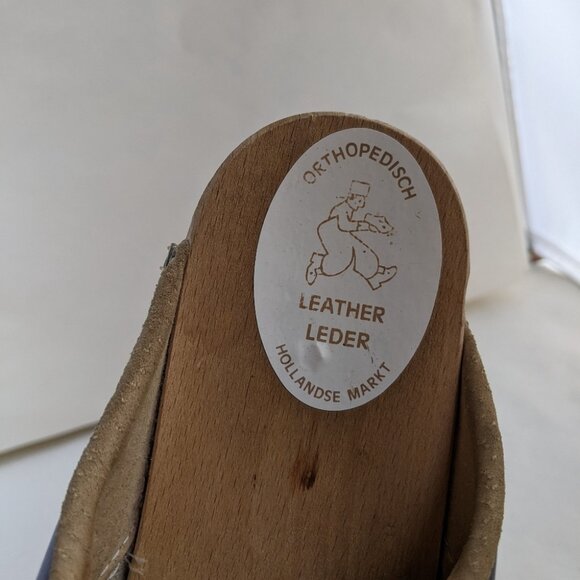 ORTHOPEDISCH
LEATHER
LEDER
HOLLANDSE MARKT